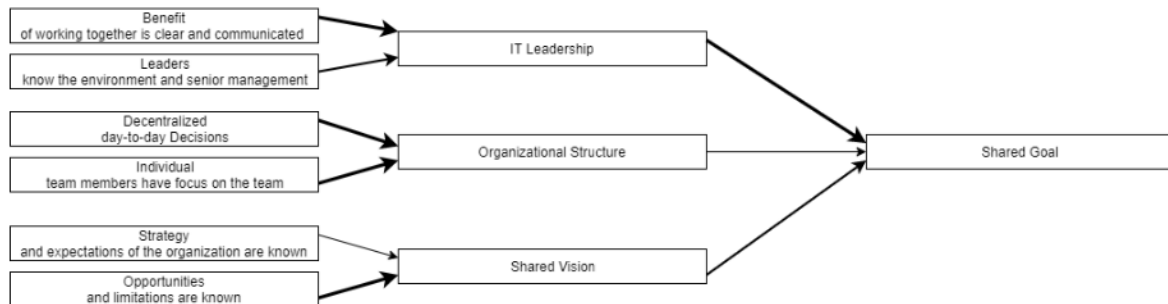 Benefit
of working together is clear and communicated
Leaders
know the environment and senior management
IT Leadership
Decentralized
day-to-day Decisions
Individual
team members have focus on the team
Organizational Structure
Shared Goal
Strategy
and expectations of the organization are known
Opportunities
and limitations are known
Shared Vision